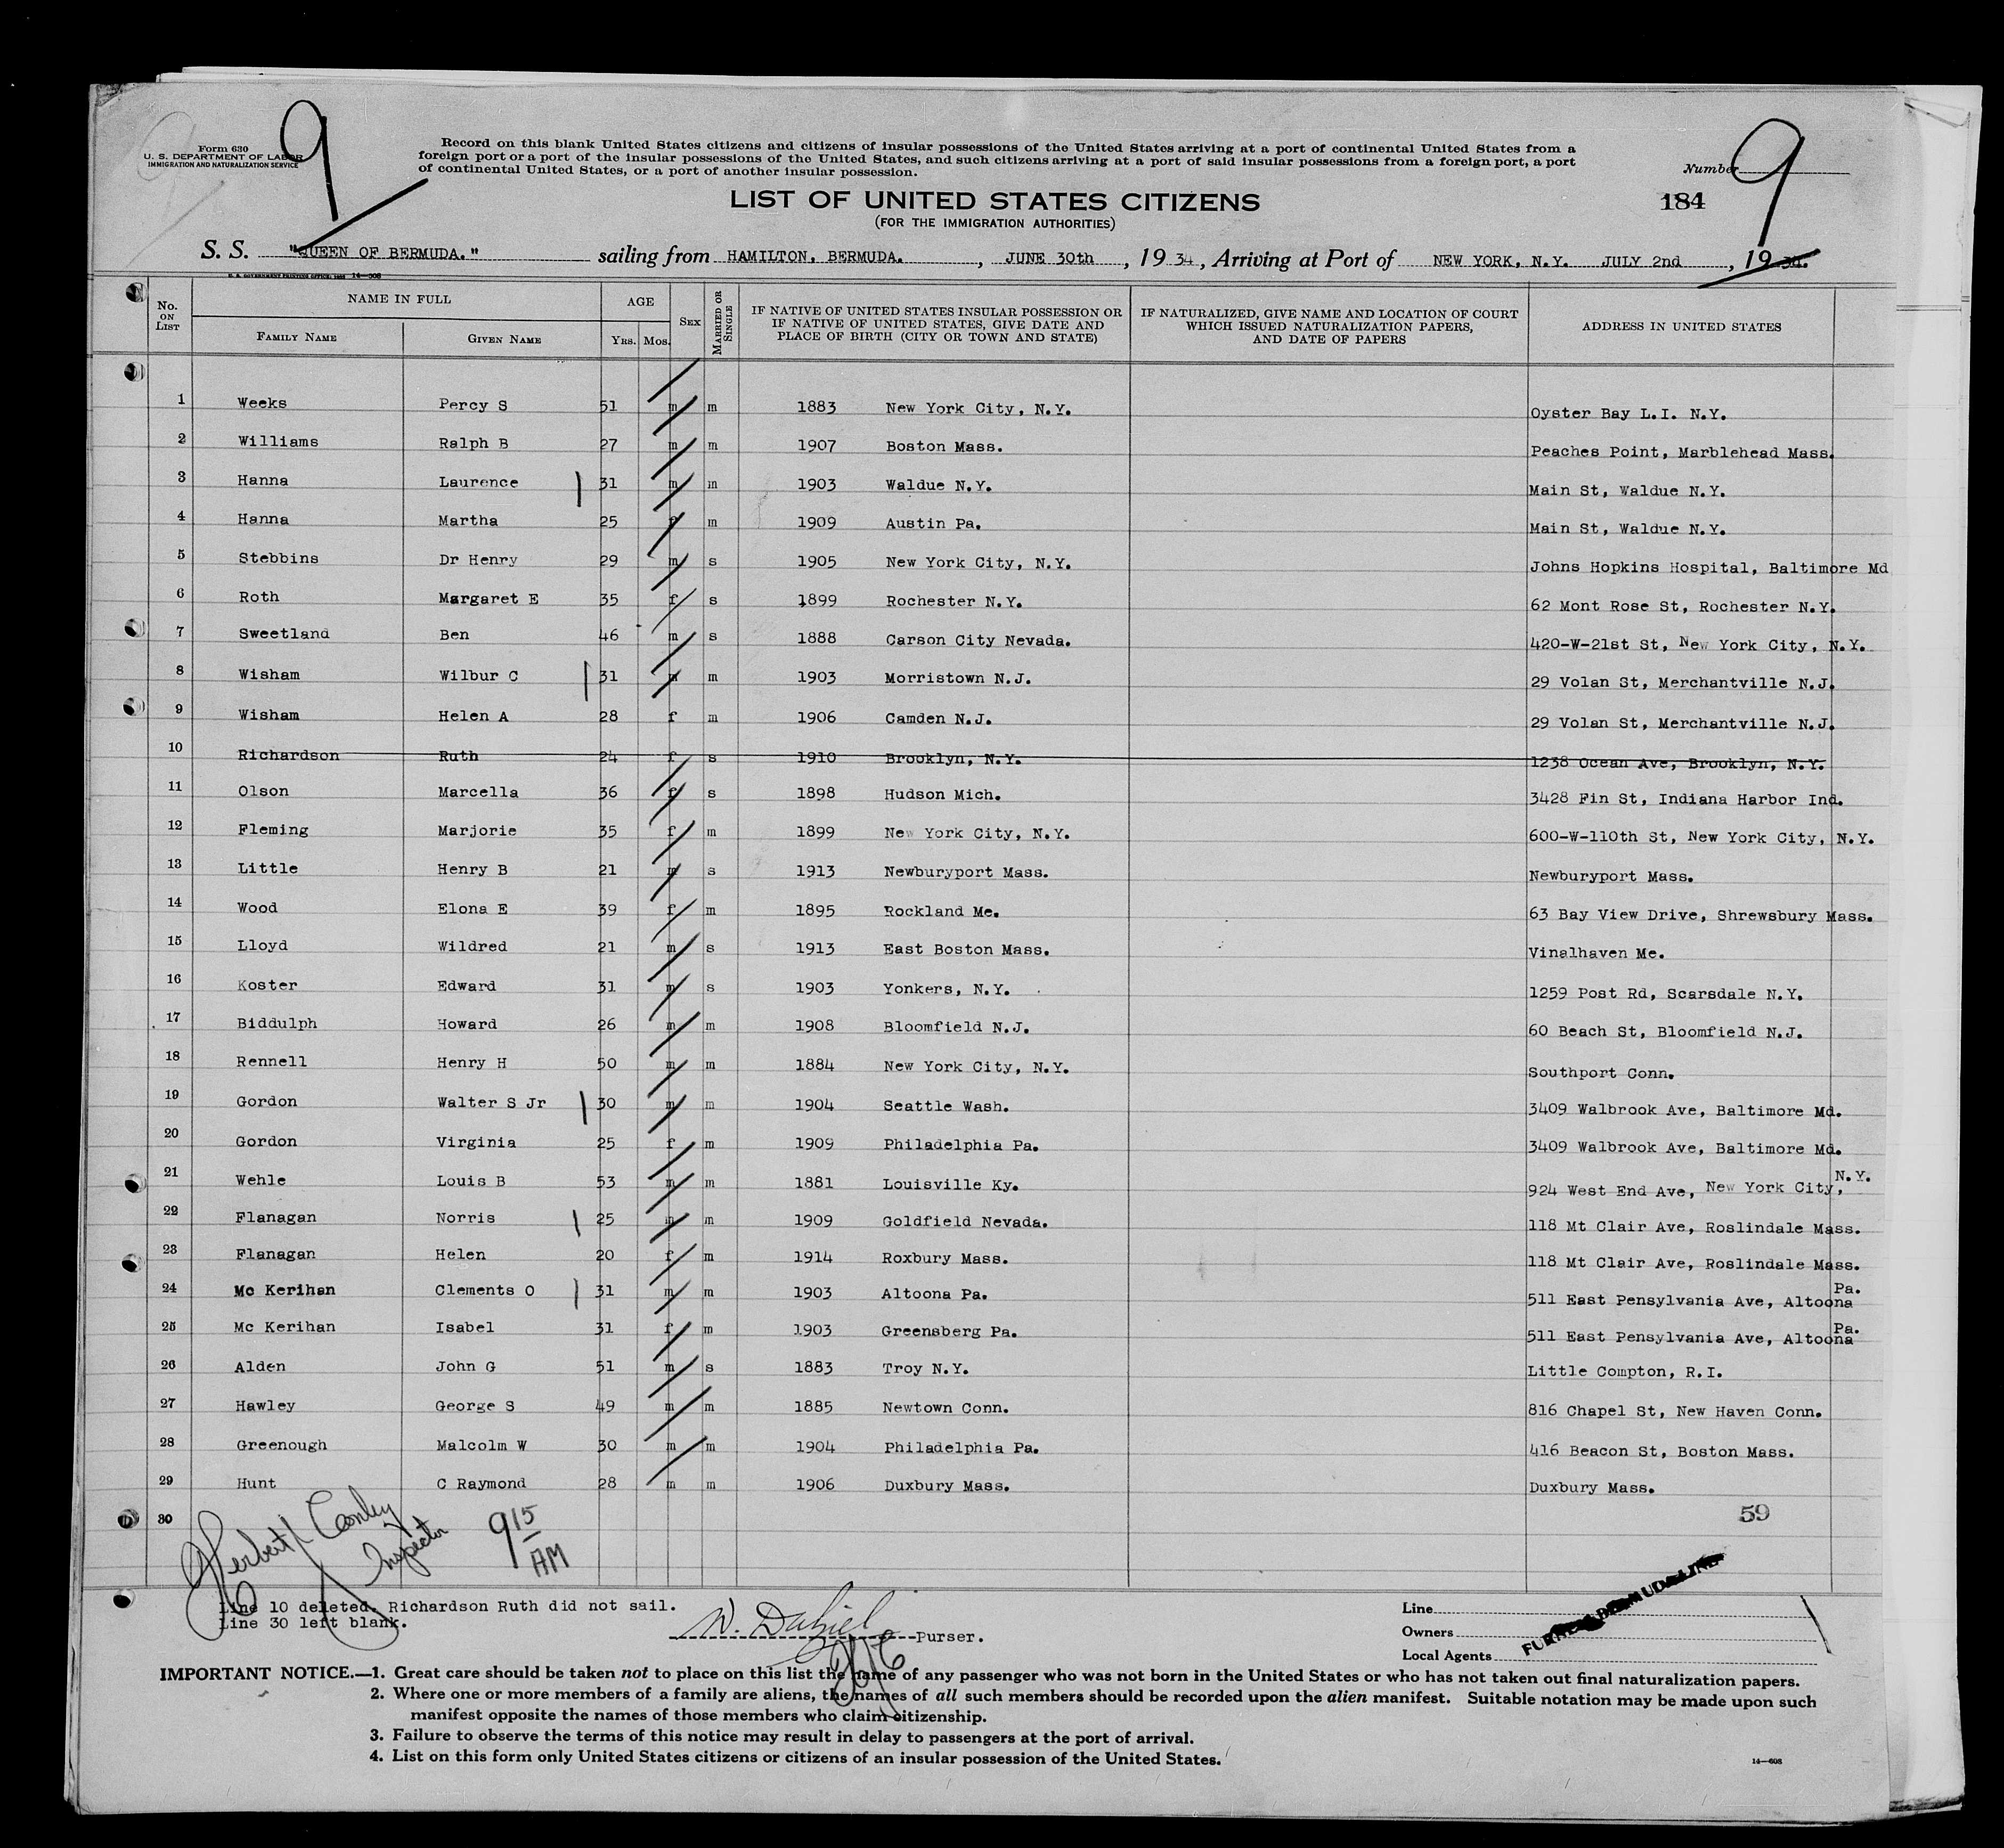 9
Form 630
U. S. DEPARTMENT OF LABOR
IMMIGRATION AND NATURALIZATION SERVICE
Record on this blank United States citizens and citizens of insular possessions of the United States arriving at a port of continental United States from a
foreign port or a port of the insular possessions of the United States, and such citizens arriving at a port of said insular possessions from a foreign port, a port
of continental United States, or a port of another insular possession.
Number 9
LIST OF UNITED STATES CITIZENS
184
(FOR THE IMMIGRATION AUTHORITIES)
S. S. "QUEEN OF BERMUDA." sailing from HAMILTON, BERMUDA. , JUNE 30th , 19 34 , Arriving at Port of NEW YORK, N.Y. JULY 2nd , 19 34.
U. S. GOVERNMENT PRINTING OFFICE 14—608
No. ON LIST NAME IN FULL FAMILY NAME GIVEN NAME AGE YRS. MOS. SEX MARRIED OR SINGLE IF NATIVE OF UNITED STATES INSULAR POSSESSION OR IF NATIVE OF UNITED STATES, GIVE DATE AND PLACE OF BIRTH (CITY OR TOWN AND STATE) IF NATURALIZED, GIVE NAME AND LOCATION OF COURT WHICH ISSUED NATURALIZATION PAPERS, AND DATE OF PAPERS ADDRESS IN UNITED STATES
1 Weeks Percy S 51 m m 1883 New York City, N.Y. Oyster Bay L.I. N.Y.
2 Williams Ralph B 27 m m 1907 Boston Mass. Peaches Point, Marblehead Mass.
3 Hanna Laurence 31 m m 1903 Waldue N.Y. Main St, Waldue N.Y.
4 Hanna Martha 25 f m 1909 Austin Pa. Main St, Waldue N.Y.
5 Stebbins Dr Henry 29 m s 1905 New York City, N.Y. Johns Hopkins Hospital, Baltimore Md
6 Roth Margaret E 35 f s 1899 Rochester N.Y. 62 Mont Rose St, Rochester N.Y.
7 Sweetland Ben 46 m s 1888 Carson City Nevada. 420-W-21st St, New York City, N.Y.
8 Wisham Wilbur C 31 m m 1903 Morristown N.J. 29 Volan St, Merchantville N.J.
9 Wisham Helen A 28 f m 1906 Camden N.J. 29 Volan St, Merchantville N.J.
10 Richardson Ruth 24 f s 1910 Brooklyn, N.Y. 1238 Ocean Ave, Brooklyn, N.Y.
11 Olson Marcella 36 f s 1898 Hudson Mich. 3428 Fin St, Indiana Harbor Ind.
12 Fleming Marjorie 35 f m 1899 New York City, N.Y. 600-W-110th St, New York City, N.Y.
13 Little Henry B 21 m s 1913 Newburyport Mass. Newburyport Mass.
14 Wood Elona E 39 f m 1895 Rockland Me. 63 Bay View Drive, Shrewsbury Mass.
15 Lloyd Wildred 21 m s 1913 East Boston Mass. Vinalhaven Me.
16 Koster Edward 31 m s 1903 Yonkers, N.Y. 1259 Post Rd, Scarsdale N.Y.
17 Biddulph Howard 26 m m 1908 Bloomfield N.J. 60 Beach St, Bloomfield N.J.
18 Rennell Henry H 50 m m 1884 New York City, N.Y. Southport Conn.
19 Gordon Walter S Jr 30 m m 1904 Seattle Wash. 3409 Walbrook Ave, Baltimore Md.
20 Gordon Virginia 25 f m 1909 Philadelphia Pa. 3409 Walbrook Ave, Baltimore Md.
21 Wehle Louis B 53 m m 1881 Louisville Ky. 924 West End Ave, New York City, N.Y.
22 Flanagan Norris 25 m m 1909 Goldfield Nevada. 118 Mt Clair Ave, Roslindale Mass.
23 Flanagan Helen 20 f m 1914 Roxbury Mass. 118 Mt Clair Ave, Roslindale Mass.
24 Mc Kerihan Clements O 31 m m 1903 Altoona Pa. 511 East Pensylvania Ave, Altoona Pa.
25 Mc Kerihan Isabel 31 f m 1903 Greensberg Pa. 511 East Pensylvania Ave, Altoona Pa.
26 Alden John G 51 m s 1883 Troy N.Y. Little Compton, R.I.
27 Hawley George S 49 m m 1885 Newtown Conn. 816 Chapel St, New Haven Conn.
28 Greenough Malcolm W 30 m m 1904 Philadelphia Pa. 416 Beacon St, Boston Mass.
29 Hunt C Raymond 28 m m 1906 Duxbury Mass. Duxbury Mass.
30
59
Herbert Conley
Inspector
9 15 AM
Line 10 deleted. Richardson Ruth did not sail.
Line 30 left blank.
W. Dalziel Purser.
Line
Owners
Local Agents
FURNESS BERMUDA LINE
IMPORTANT NOTICE.—1. Great care should be taken not to place on this list the name of any passenger who was not born in the United States or who has not taken out final naturalization papers.
2. Where one or more members of a family are aliens, the names of all such members should be recorded upon the alien manifest. Suitable notation may be made upon such
manifest opposite the names of those members who claim citizenship.
3. Failure to observe the terms of this notice may result in delay to passengers at the port of arrival.
4. List on this form only United States citizens or citizens of an insular possession of the United States.
14—608